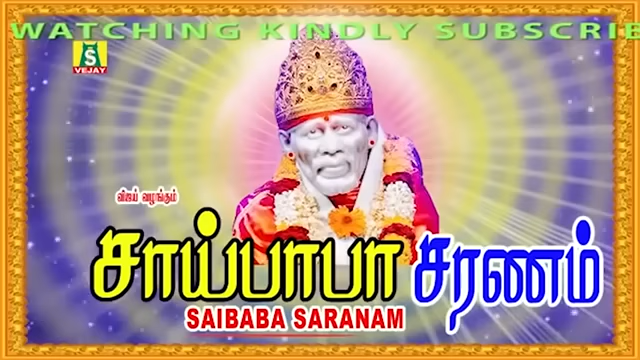 WATCHING KINDLY SUBSCRIBE
S
VEJAY
விஜய் வழங்கும்
சாய்பாபா சரணம்
SAIBABA SARANAM